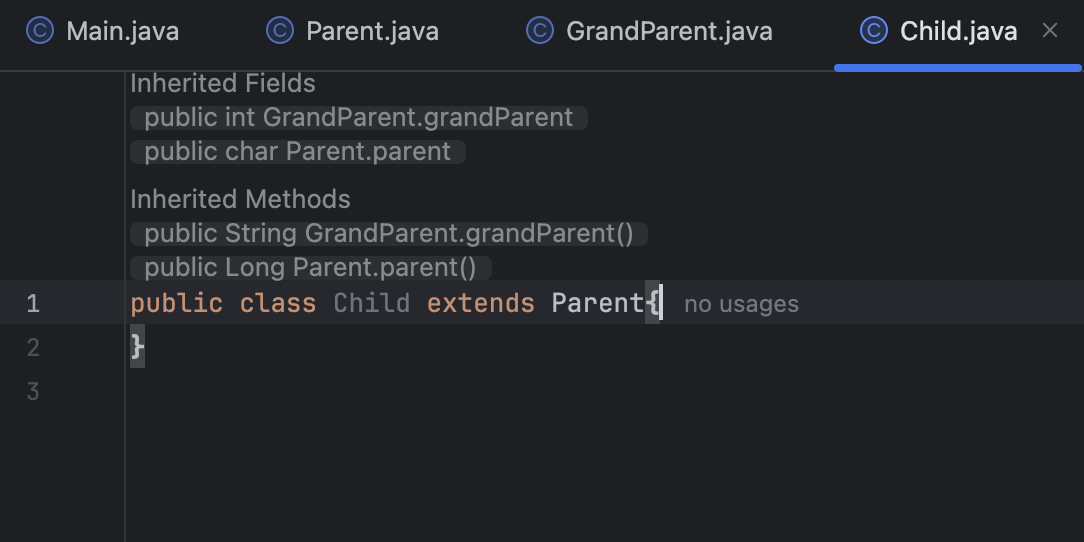 Main.java Parent.java GrandParent.java Child.java
Inherited Fields
public int GrandParent.grandParent
public char Parent.parent
Inherited Methods
public String GrandParent.grandParent()
public Long Parent.parent()
1 public class Child extends Parent{ no usages
2 }
3